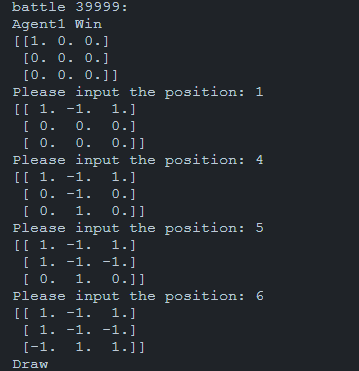 battle 39999:
Agent1 Win
[[1. 0. 0.]
 [0. 0. 0.]
 [0. 0. 0.]]
Please input the position: 1
[[ 1. -1.  1.]
 [ 0.  0.  0.]
 [ 0.  0.  0.]]
Please input the position: 4
[[ 1. -1.  1.]
 [ 0. -1.  0.]
 [ 0.  1.  0.]]
Please input the position: 5
[[ 1. -1.  1.]
 [ 1. -1. -1.]
 [ 0.  1.  0.]]
Please input the position: 6
[[ 1. -1.  1.]
 [ 1. -1. -1.]
 [-1.  1.  1.]]
Draw